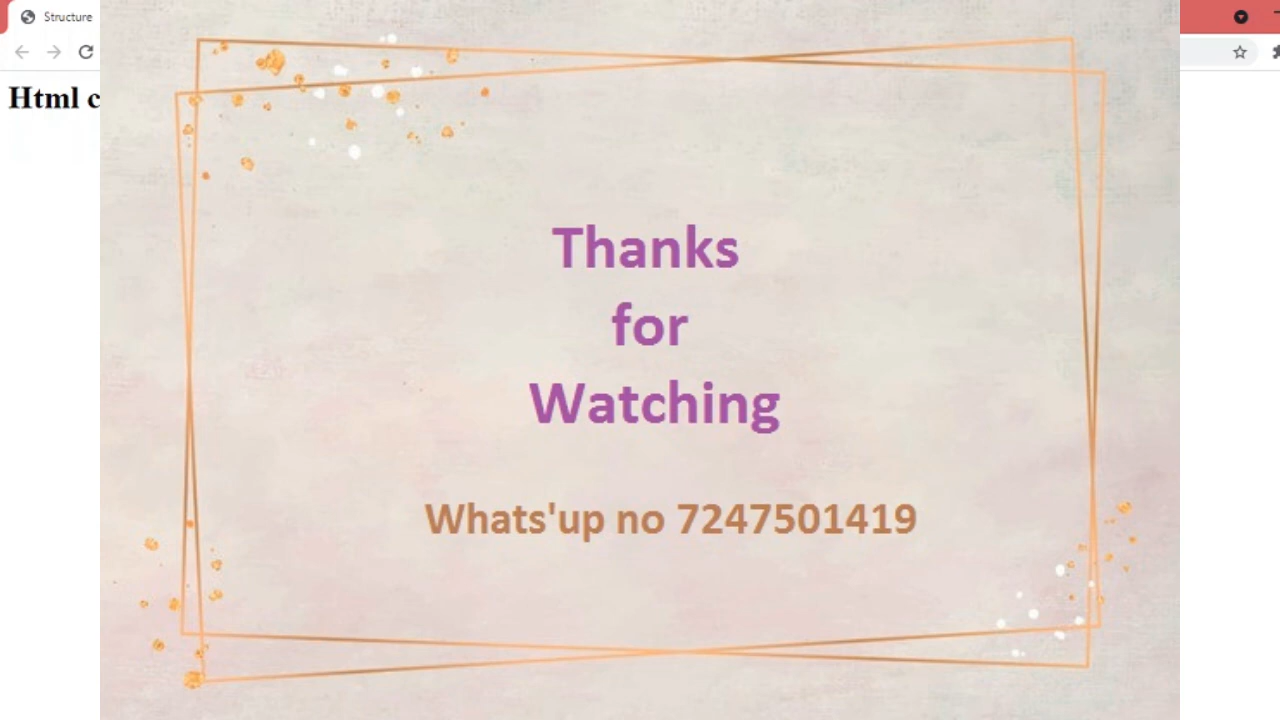 Structure
Html c
Thanks
for
Watching
Whats'up no 7247501419